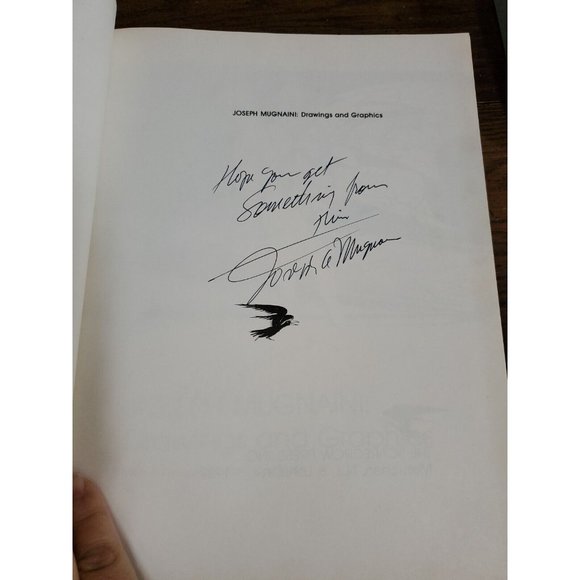 JOSEPH MUGNAINI: Drawings and Graphics
Hope you get
Something from
this
Joseph A Mugnaini